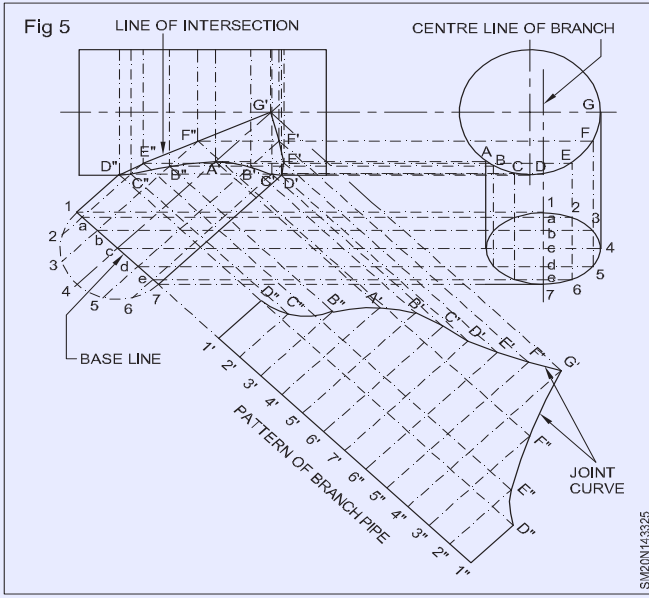 Fig 5
LINE OF INTERSECTION
CENTRE LINE OF BRANCH
G' G
F" F' F
E" A' E' A B E
D" C" B" B' G' D' C D
1 1 2
a a 3
2 b b
3 c c 4
d d 5
4 e e
5 6 7 7 6
BASE LINE
D" C" B" A' B' C' D' E' F' G'
1' 2' 3' 4' 5' 6' 7' 6" 5" 4" 3" 2" 1"
F"
E"
D"
PATTERN OF BRANCH PIPE
JOINT
CURVE
SM20N143325